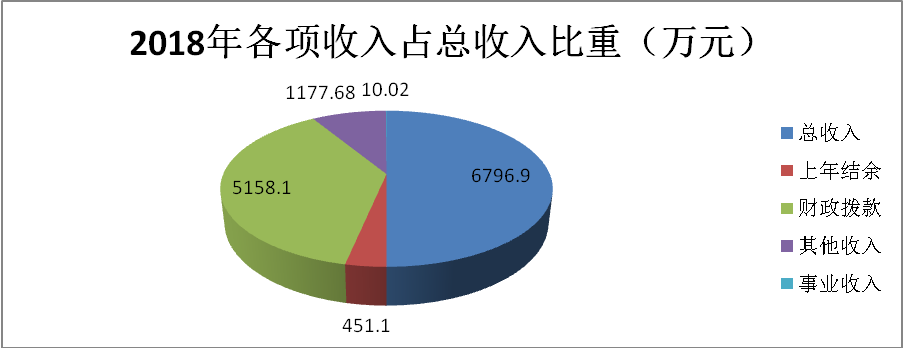 2018年各项收入占总收入比重（万元）
1177.68
10.02
5158.1
6796.9
451.1
总收入
上年结余
财政拨款
其他收入
事业收入